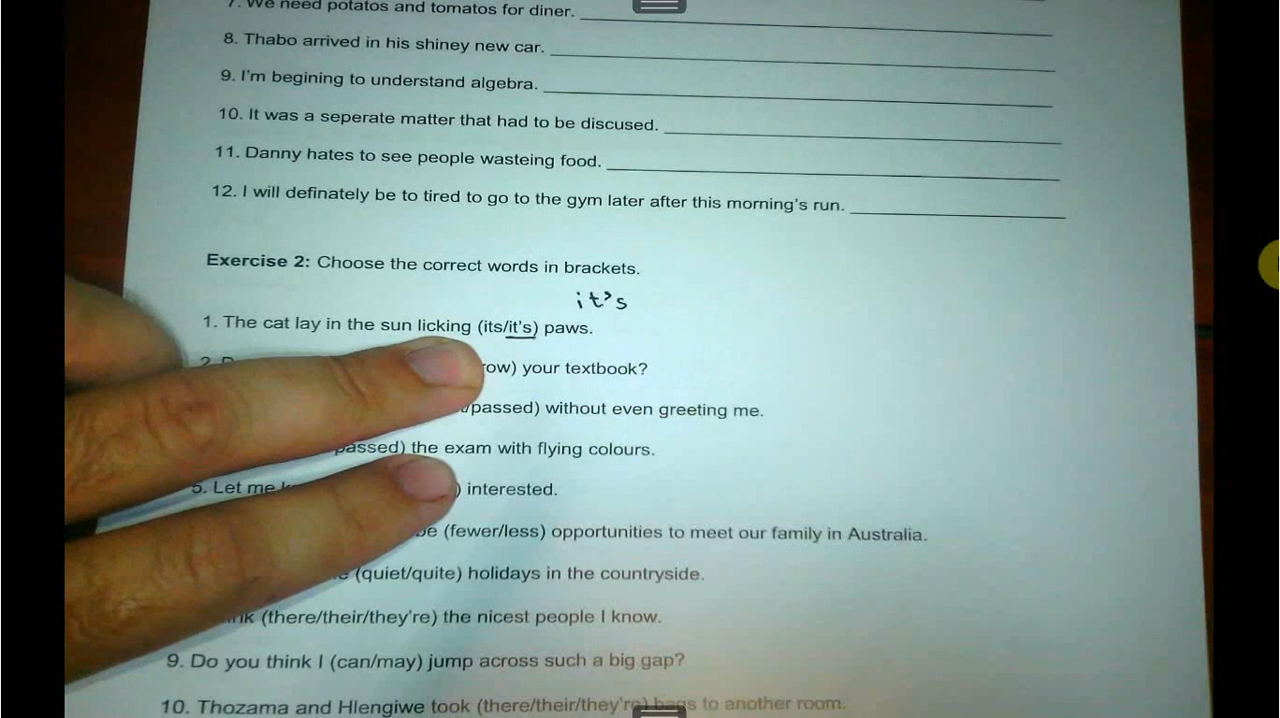 7. We need potatos and tomatos for diner.
8. Thabo arrived in his shiney new car.
9. I'm begining to understand algebra.
10. It was a seperate matter that had to be discused.
11. Danny hates to see people wasteing food.
12. I will definately be to tired to go to the gym later after this morning's run.
Exercise 2: Choose the correct words in brackets.
it's
1. The cat lay in the sun licking (its/it's) paws.
2. your textbook?
/passed) without even greeting me.
passed) the exam with flying colours.
5. Let me ) interested.
be (fewer/less) opportunities to meet our family in Australia.
(quiet/quite) holidays in the countryside.
(there/their/they're) the nicest people I know.
9. Do you think I (can/may) jump across such a big gap?
10. Thozama and Hlengiwe took (there/their/they're) bags to another room.